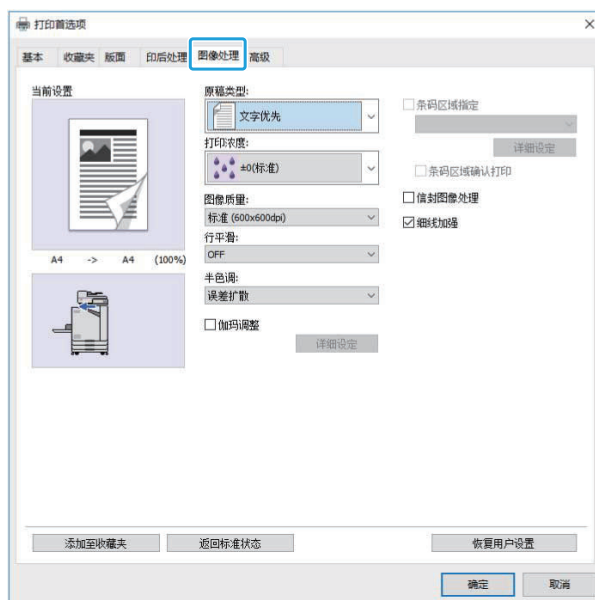 打印首选项
基本 收藏夹 版面 印后处理 图像处理 高级
当前设置
A4 -> A4 (100%)
原稿类型:
文字优先
打印浓度:
±0(标准)
图像质量:
标准 (600x600dpi)
行平滑:
OFF
半色调:
误差扩散
伽玛调整
详细设定
条码区域指定
详细设定
条码区域确认打印
信封图像处理
细线加强
添加至收藏夹 返回标准状态 恢复用户设置
确定 取消